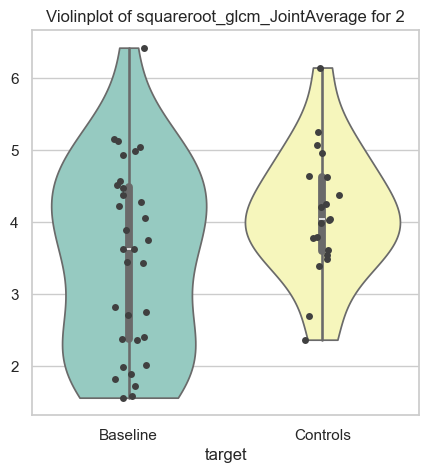 Violinplot of squareroot_glcm_JointAverage for 2
6
5
4
3
2
Baseline Controls
target